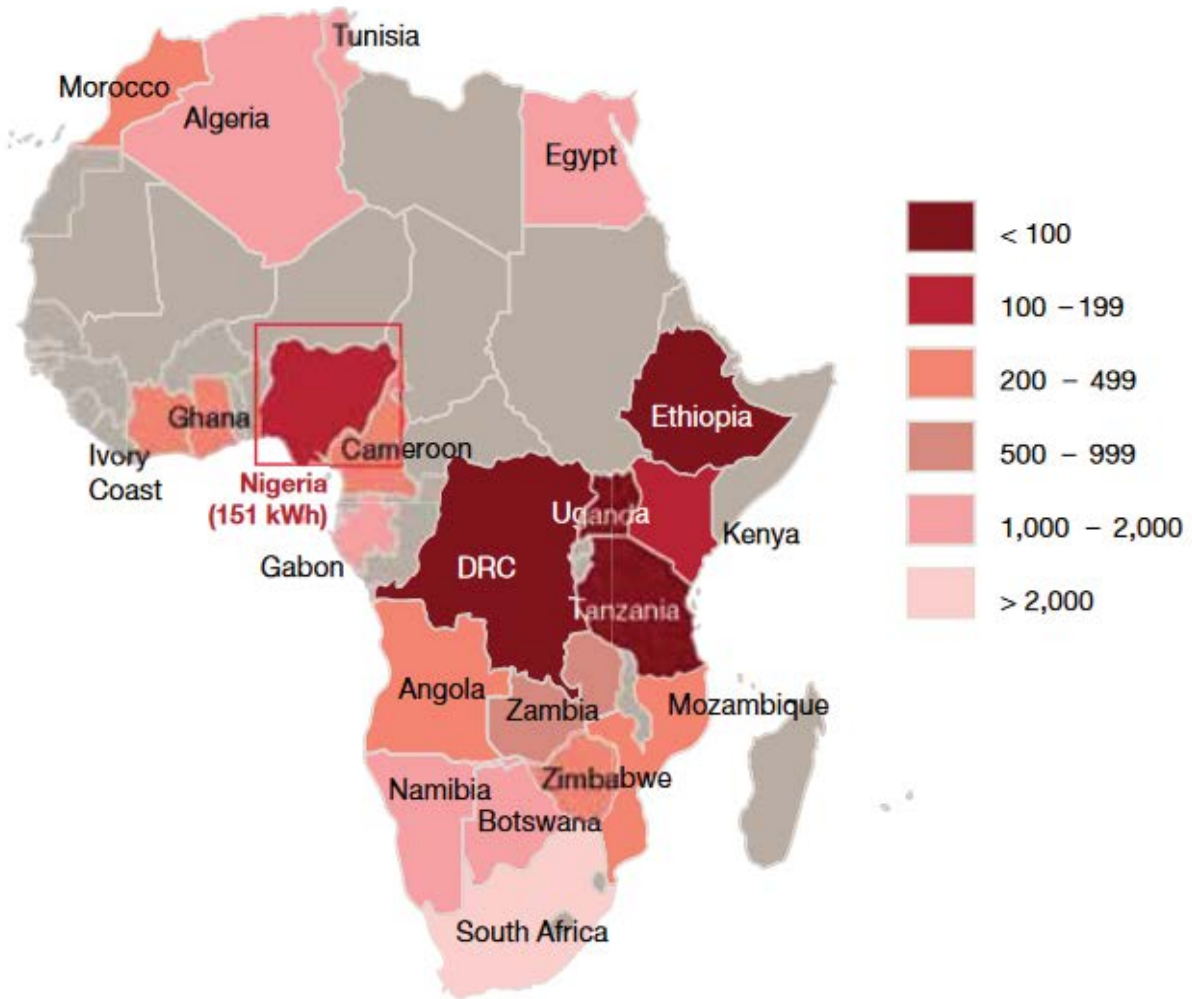 Tunisia
Morocco
Algeria
Egypt
< 100
100 – 199
200 – 499
500 – 999
1,000 – 2,000
> 2,000
Ghana
Ethiopia
Ivory
Coast
Cameroon
Nigeria
(151 kWh)
Uganda
Kenya
Gabon
DRC
Tanzania
Angola
Zambia
Mozambique
Namibia
Zimbabwe
Botswana
South Africa